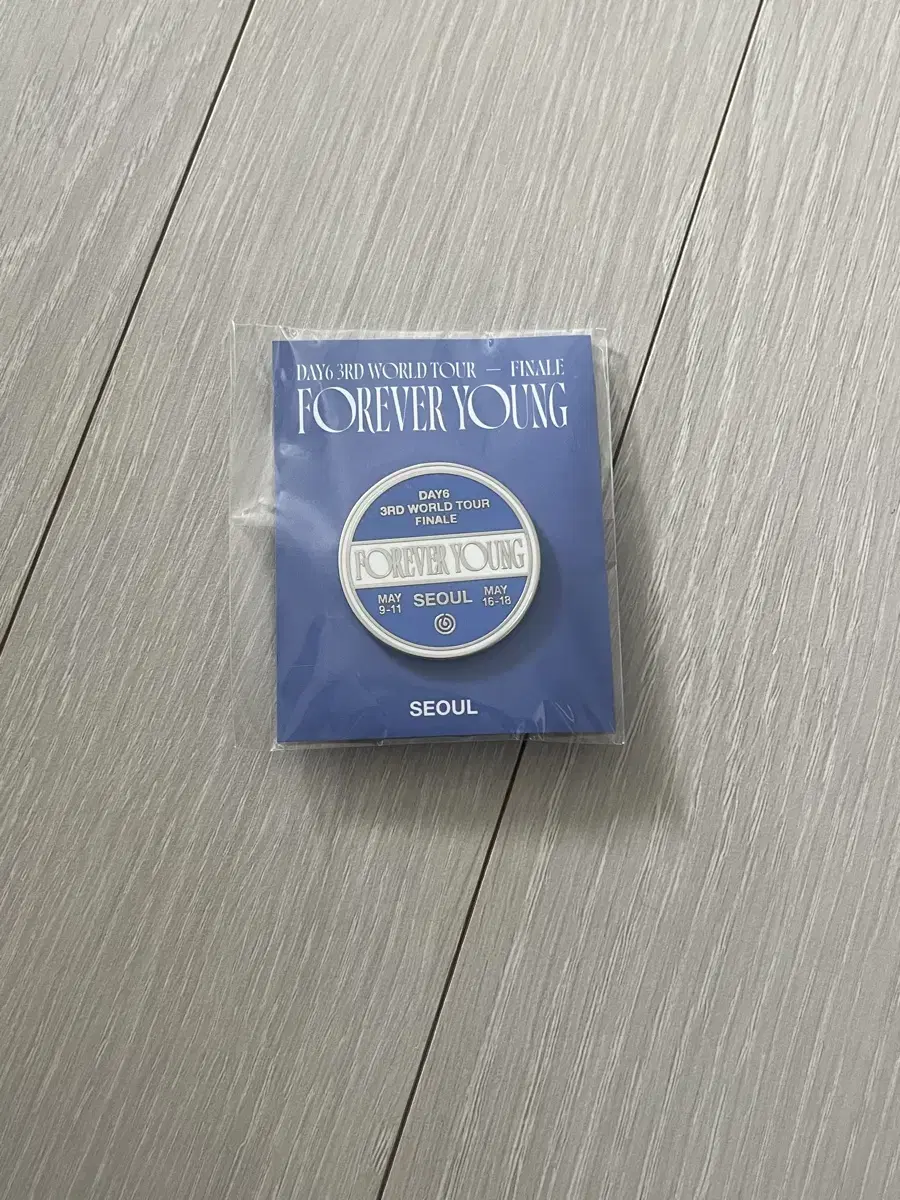 DAY6 3RD WORLD TOUR — FINALE
FOREVER YOUNG
DAY6
3RD WORLD TOUR
FINALE
FOREVER YOUNG
MAY
9-11
SEOUL
MAY
16-18
SEOUL